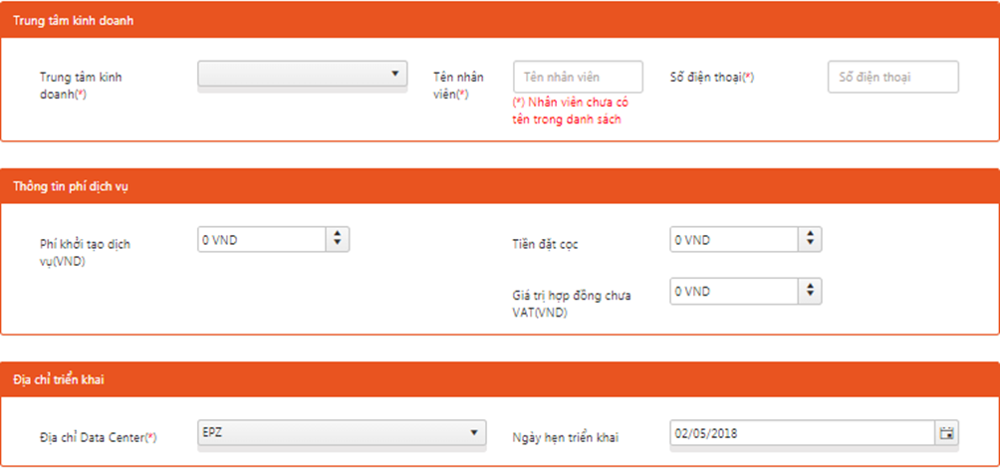 Trung tâm kinh doanh
Trung tâm kinh
doanh(*)
Tên nhân
viên(*)
Tên nhân viên
(*) Nhân viên chưa có
tên trong danh sách
Số điện thoại(*)
Số điện thoại
Thông tin phí dịch vụ
Phí khởi tạo dịch
vụ(VND)
0 VND
Tiền đặt cọc
0 VND
Giá trị hợp đồng chưa
VAT(VND)
0 VND
Địa chỉ triển khai
Địa chỉ Data Center(*)
EPZ
Ngày hẹn triển khai
02/05/2018